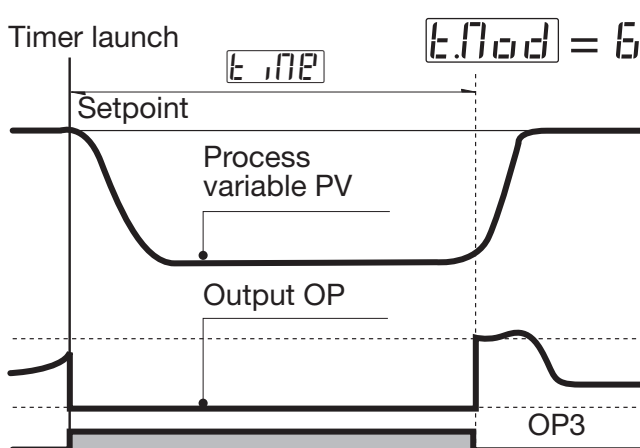 Timer launch
t.Mod = 6
time
Setpoint
Process
variable PV
Output OP
OP3